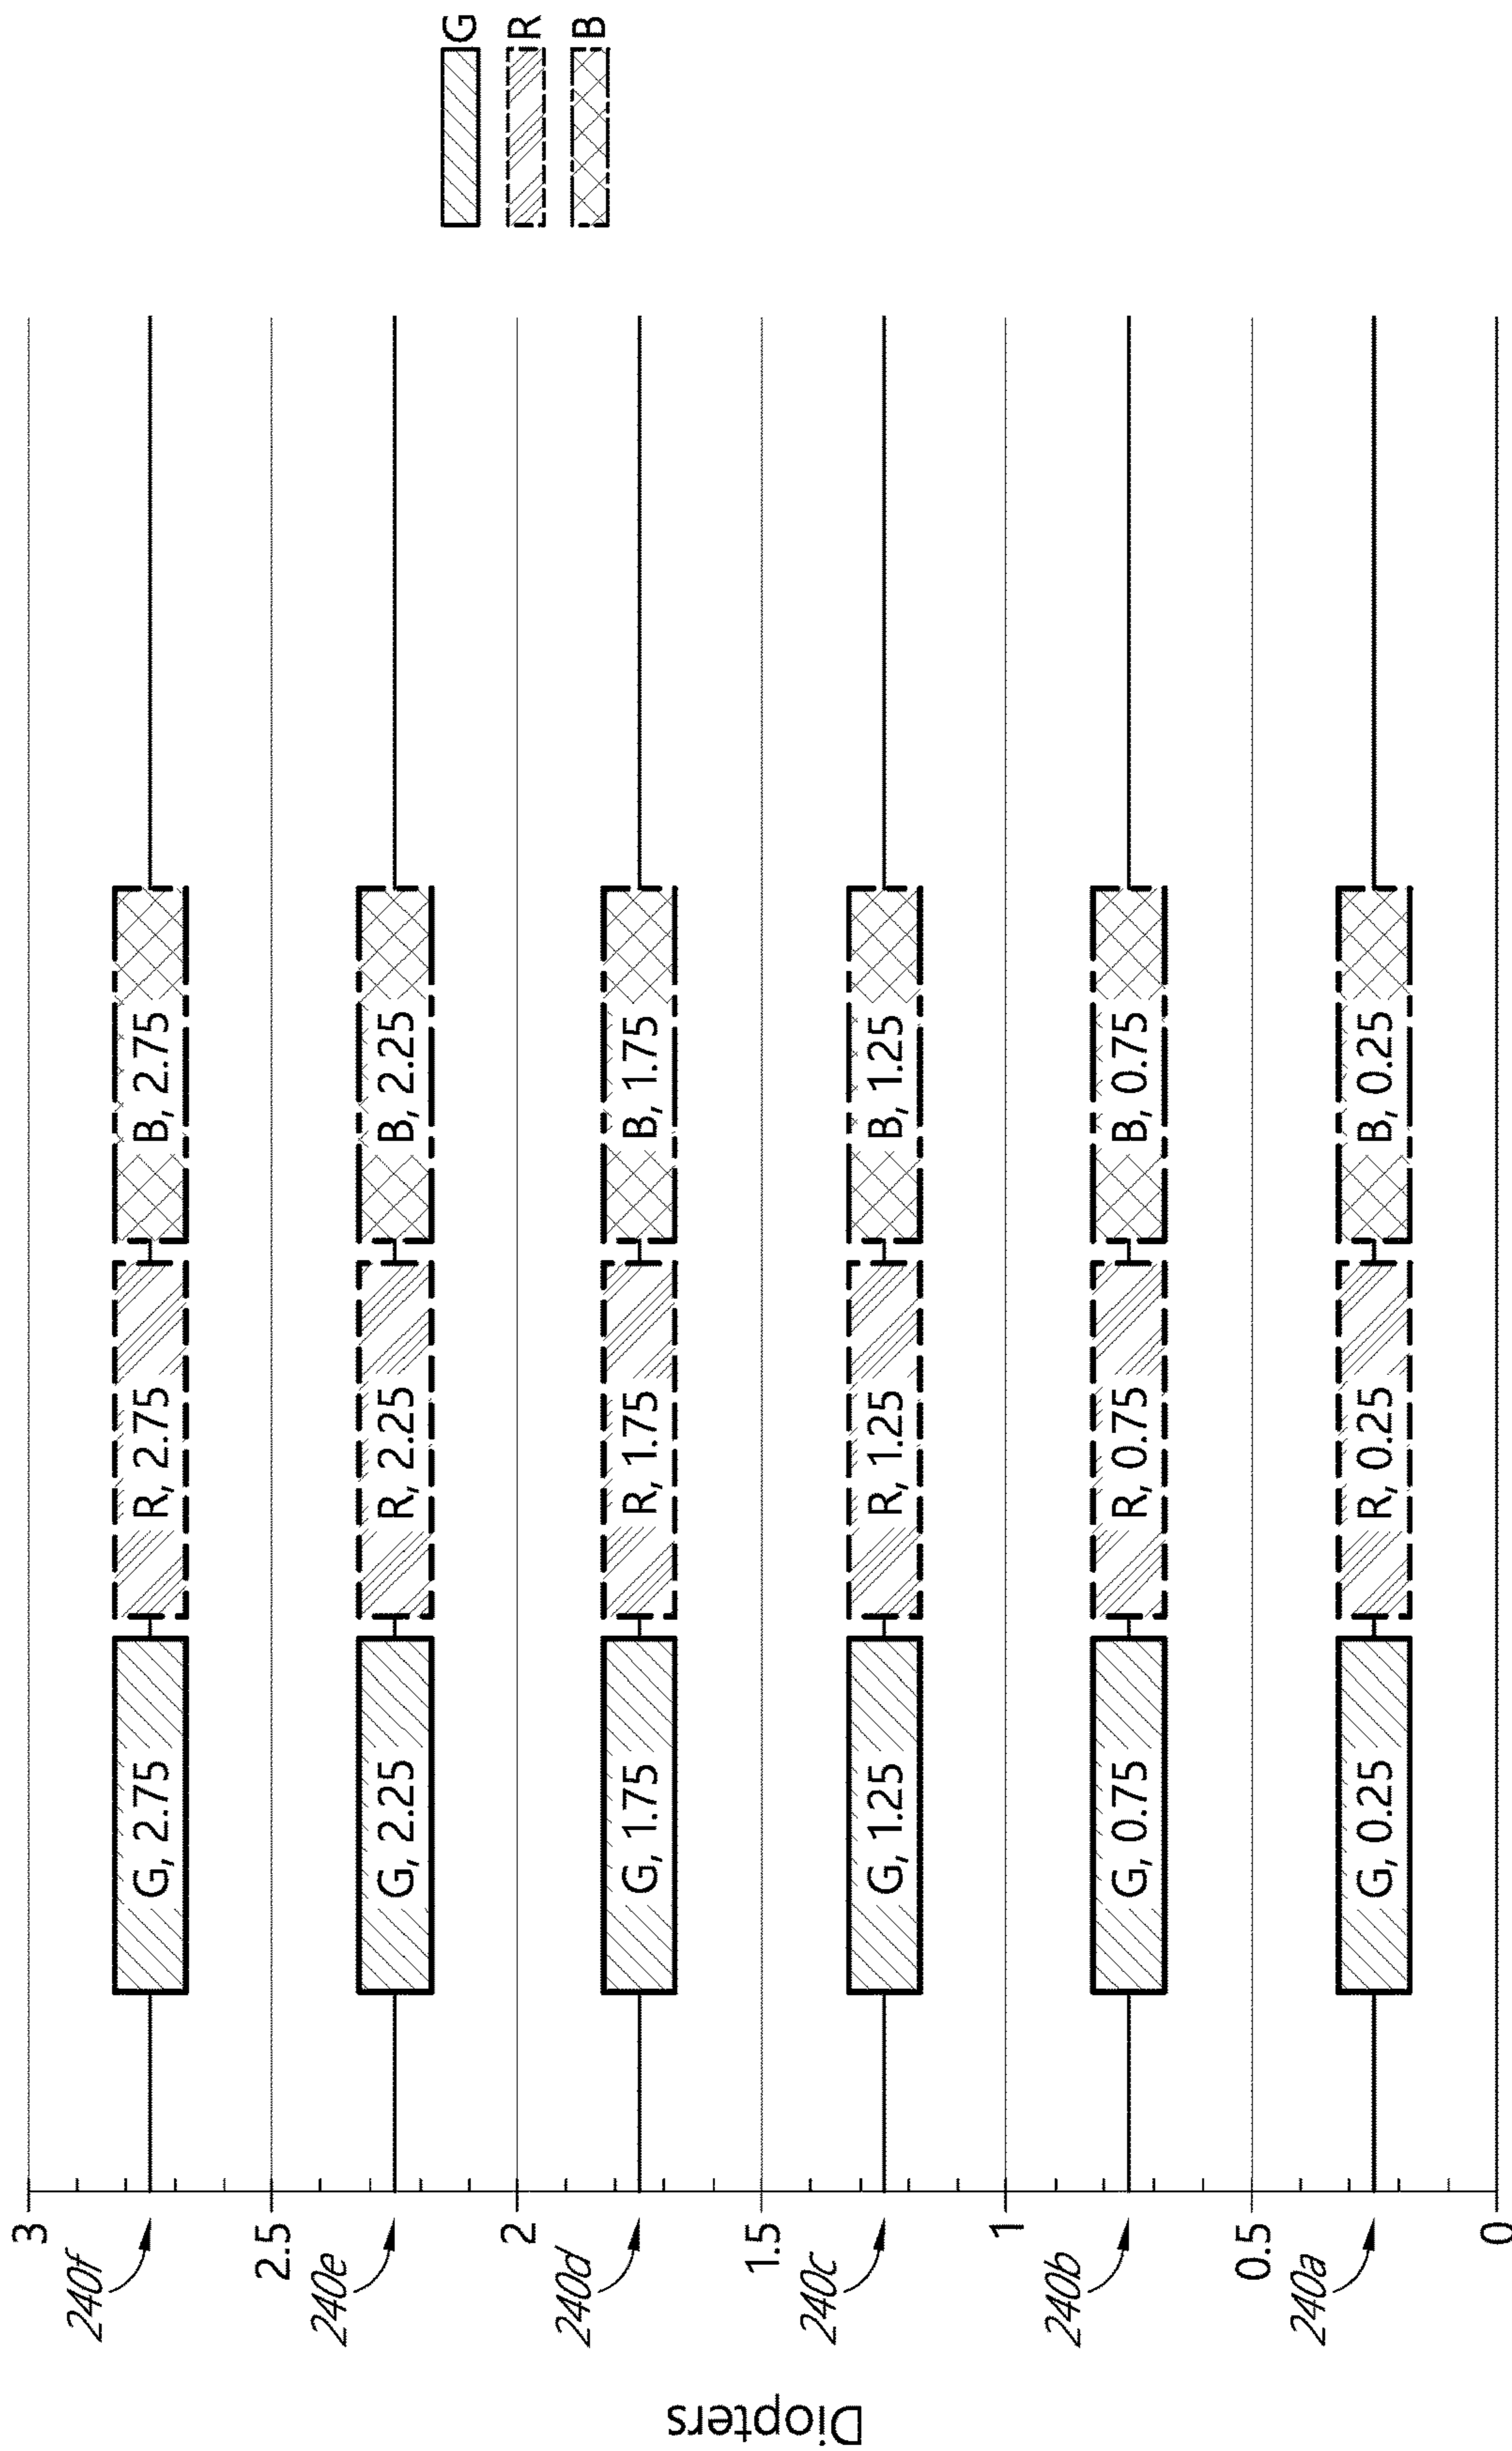 Diopters
3
240f
G, 2.75
R, 2.75
B, 2.75
2.5
240e
G, 2.25
R, 2.25
B, 2.25
2
240d
G, 1.75
R, 1.75
B, 1.75
1.5
240c
G, 1.25
R, 1.25
B, 1.25
1
240b
G, 0.75
R, 0.75
B, 0.75
0.5
240a
G, 0.25
R, 0.25
B, 0.25
0
G
R
B